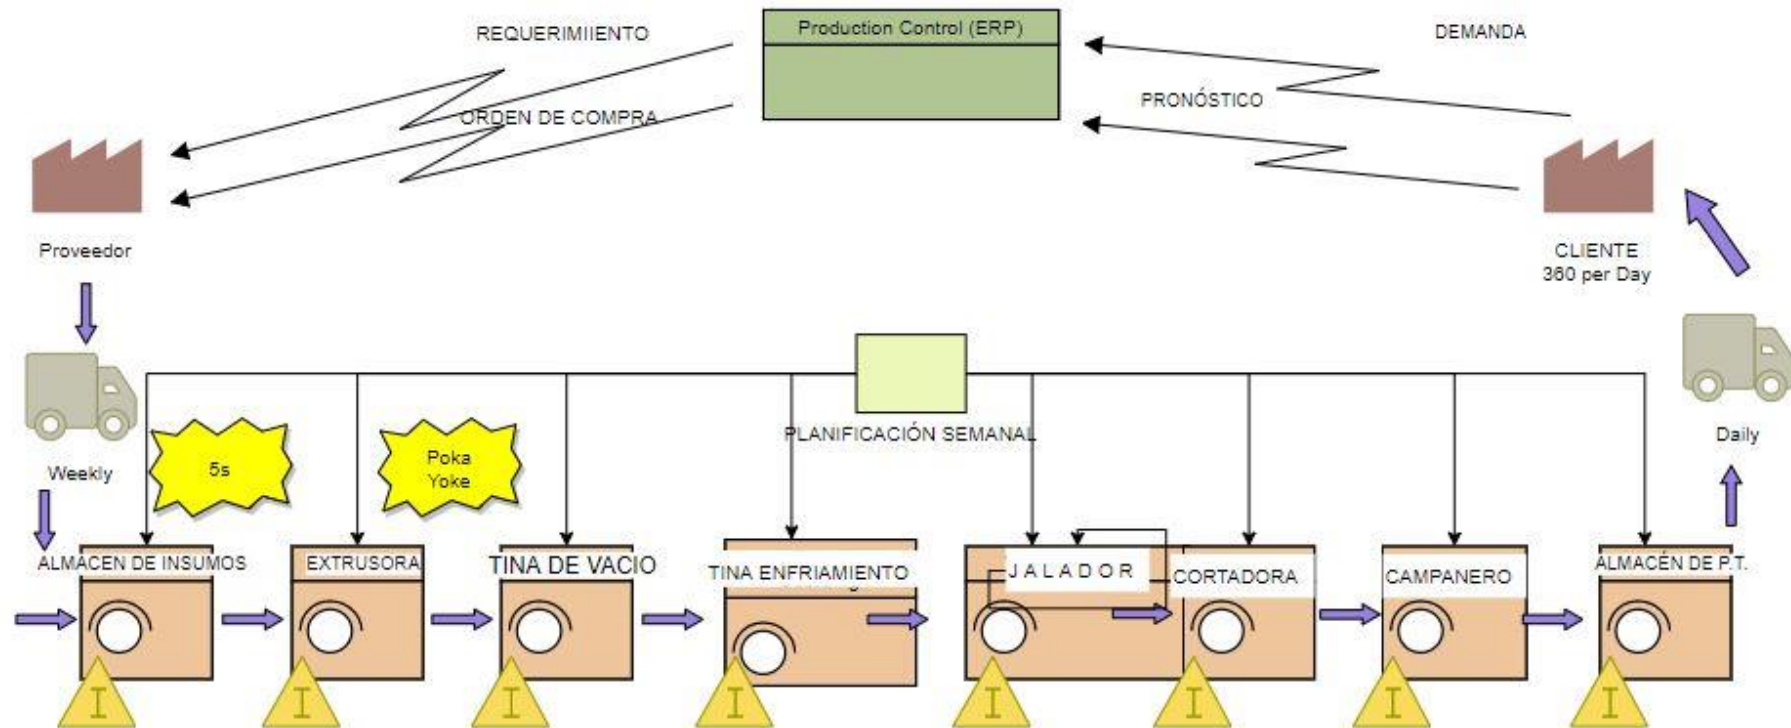 Production Control (ERP)
REQUERIMIIENTO
DEMANDA
PRONÓSTICO
ORDEN DE COMPRA
Proveedor
CLIENTE
360 per Day
PLANIFICACIÓN SEMANAL
Daily
Weekly
5s
Poka
Yoke
ALMACEN DE INSUMOS
EXTRUSORA
TINA DE VACIO
TINA ENFRIAMIENTO
JALADOR
CORTADORA
CAMPANERO
ALMACÉN DE P.T.
I
I
I
I
I
I
I
I